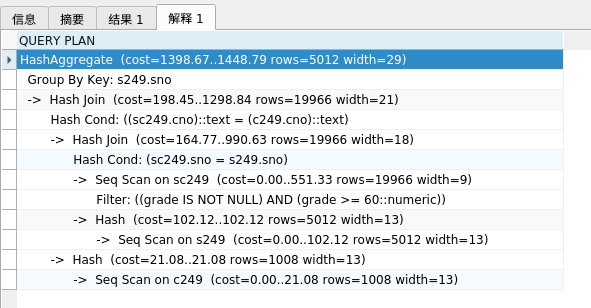 信息 摘要 结果 1 解释 1
QUERY PLAN
HashAggregate (cost=1398.67..1448.79 rows=5012 width=29)
Group By Key: s249.sno
-> Hash Join (cost=198.45..1298.84 rows=19966 width=21)
Hash Cond: ((sc249.cno)::text = (c249.cno)::text)
-> Hash Join (cost=164.77..990.63 rows=19966 width=18)
Hash Cond: (sc249.sno = s249.sno)
-> Seq Scan on sc249 (cost=0.00..551.33 rows=19966 width=9)
Filter: ((grade IS NOT NULL) AND (grade >= 60::numeric))
-> Hash (cost=102.12..102.12 rows=5012 width=13)
-> Seq Scan on s249 (cost=0.00..102.12 rows=5012 width=13)
-> Hash (cost=21.08..21.08 rows=1008 width=13)
-> Seq Scan on c249 (cost=0.00..21.08 rows=1008 width=13)